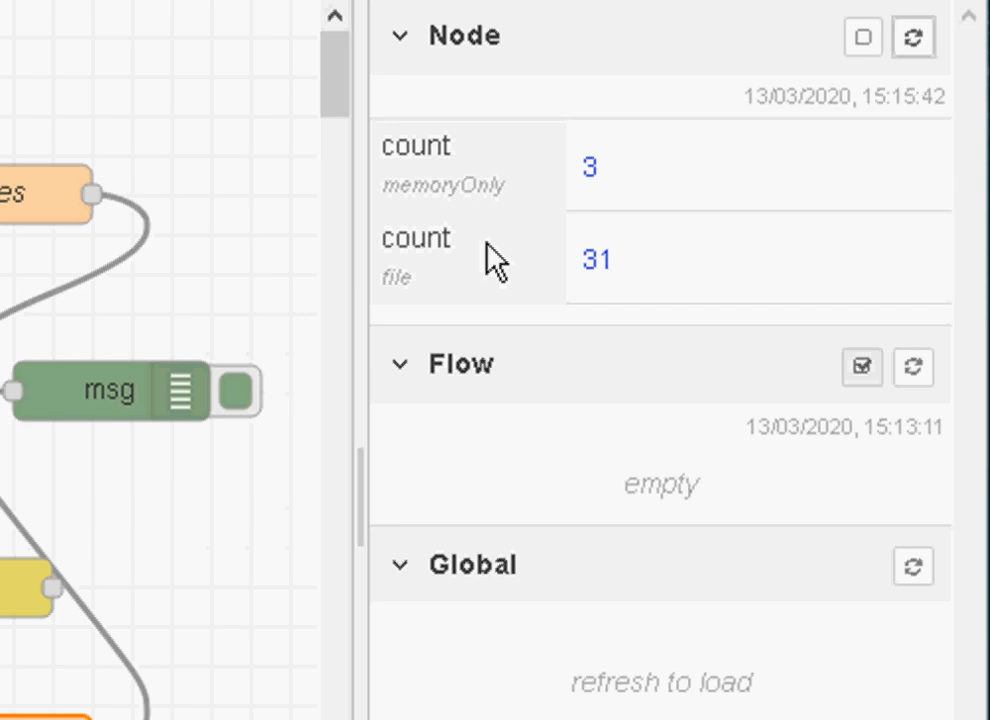 es
msg
Node
13/03/2020, 15:15:42
count
memoryOnly
3
count
file
31
Flow
13/03/2020, 15:13:11
empty
Global
refresh to load